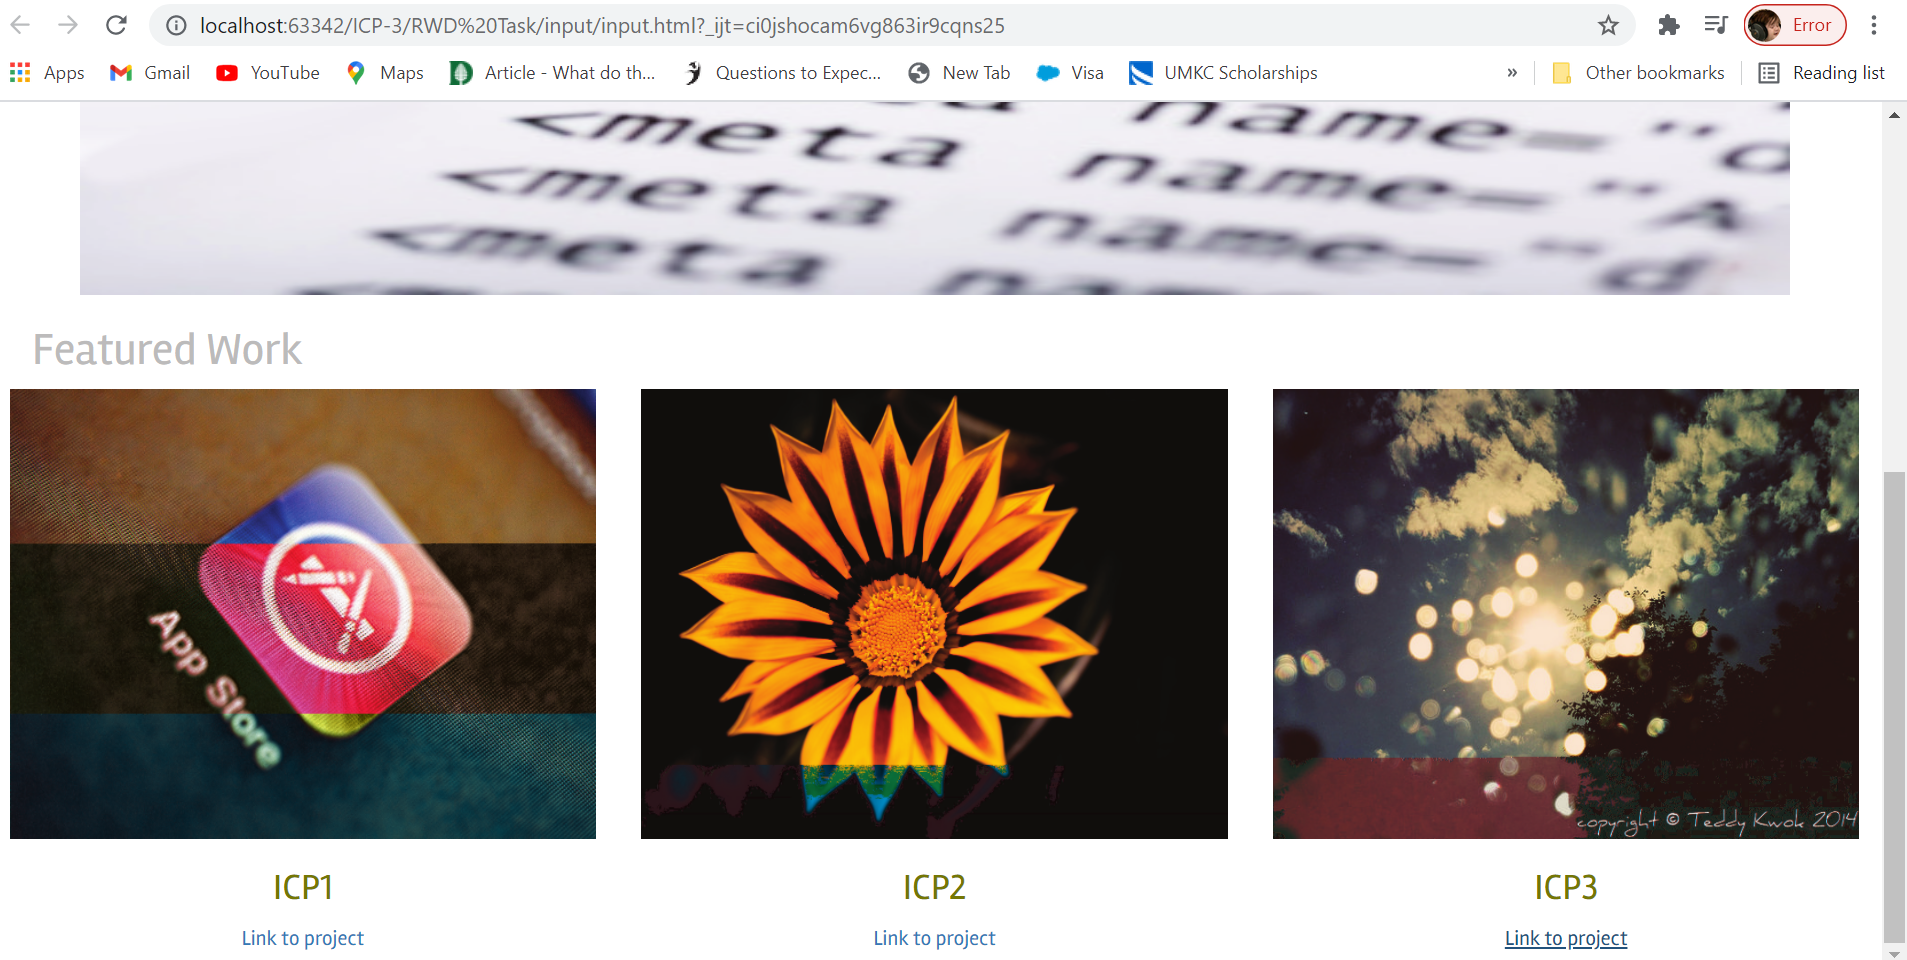 localhost:63342/ICP-3/RWD%20Task/input/input.html?_ijt=ci0jshocam6vg863ir9cqns25
Error
Apps Gmail YouTube Maps Article - What do th... Questions to Expec... New Tab Visa UMKC Scholarships » Other bookmarks Reading list
name="d
<meta name="A
<meta name="d
<meta
Featured Work
App Store
copyright © Teddy Kwok 2014
ICP1 ICP2 ICP3
Link to project Link to project Link to project